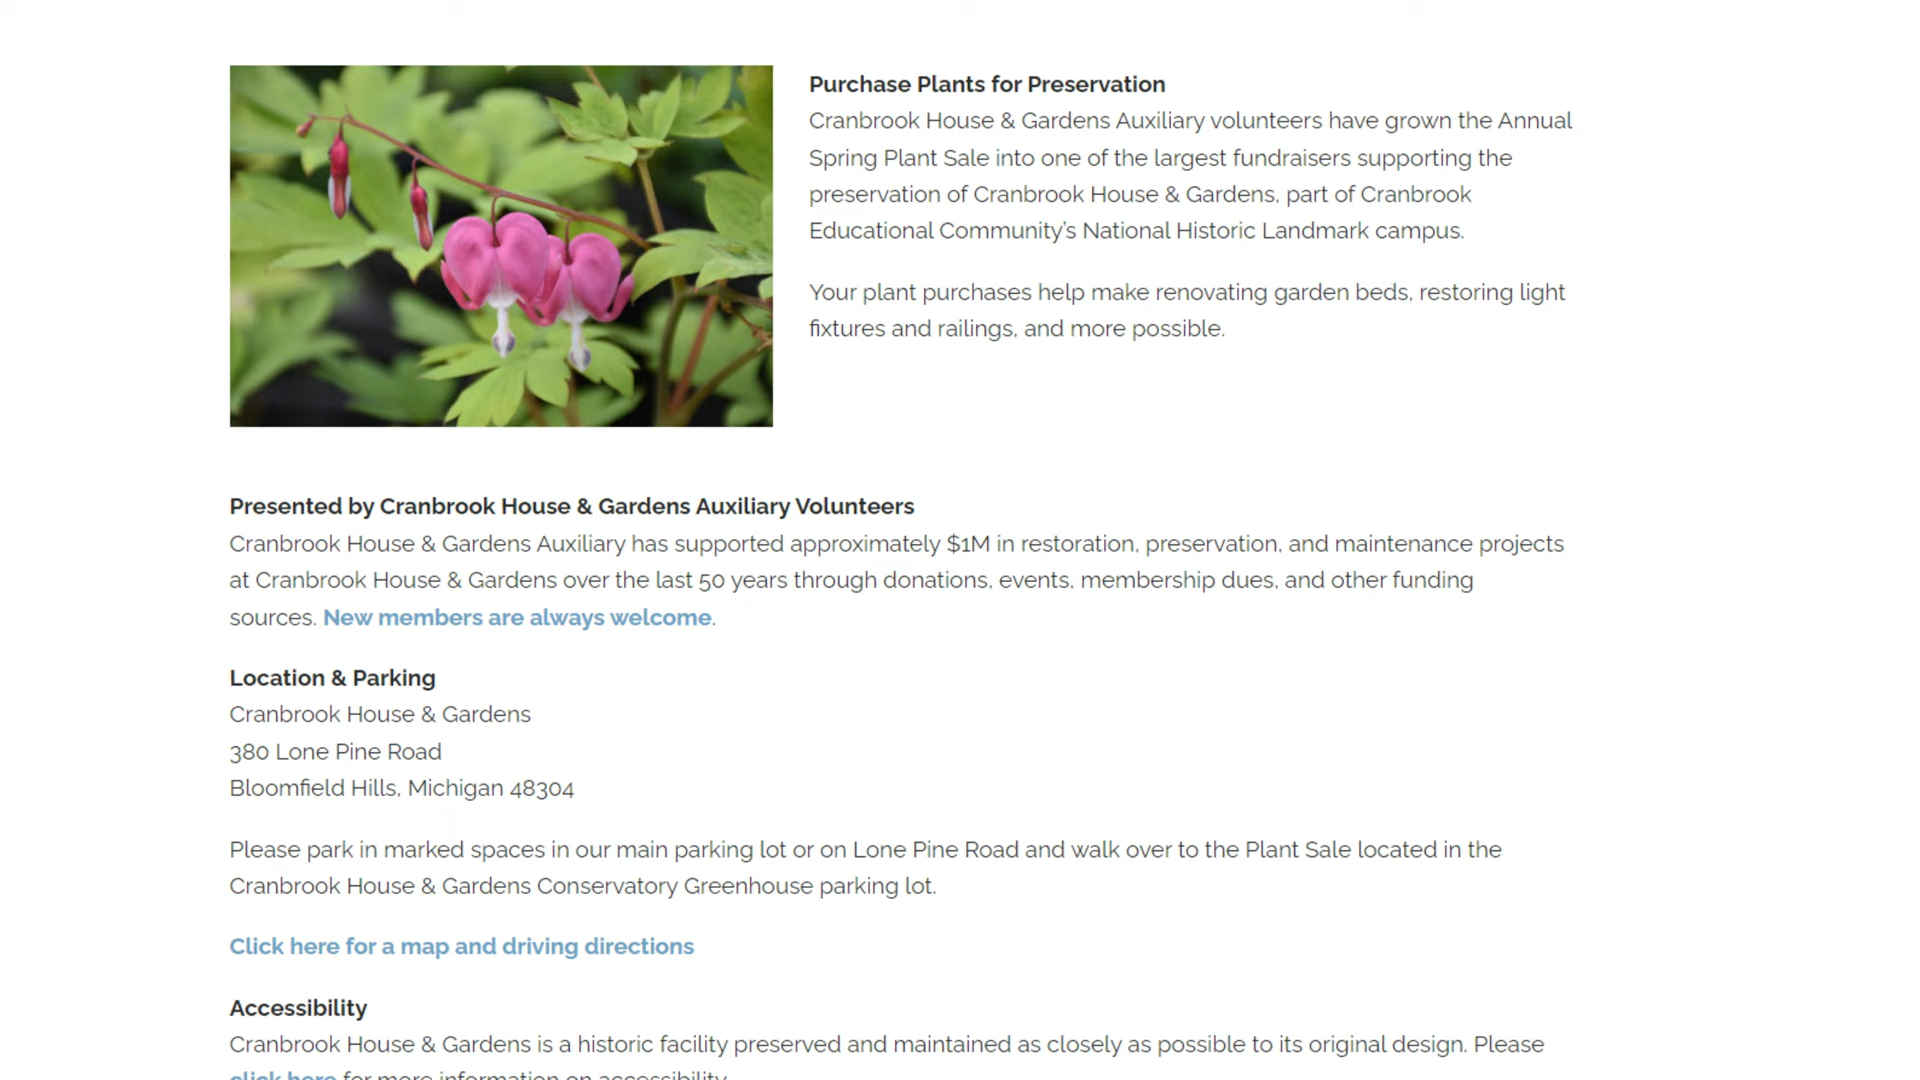 Purchase Plants for Preservation
Cranbrook House & Gardens Auxiliary volunteers have grown the Annual
Spring Plant Sale into one of the largest fundraisers supporting the
preservation of Cranbrook House & Gardens, part of Cranbrook
Educational Community's National Historic Landmark campus.
Your plant purchases help make renovating garden beds, restoring light
fixtures and railings, and more possible.
Presented by Cranbrook House & Gardens Auxiliary Volunteers
Cranbrook House & Gardens Auxiliary has supported approximately $1M in restoration, preservation, and maintenance projects
at Cranbrook House & Gardens over the last 50 years through donations, events, membership dues, and other funding
sources. New members are always welcome.
Location & Parking
Cranbrook House & Gardens
380 Lone Pine Road
Bloomfield Hills, Michigan 48304
Please park in marked spaces in our main parking lot or on Lone Pine Road and walk over to the Plant Sale located in the
Cranbrook House & Gardens Conservatory Greenhouse parking lot.
Click here for a map and driving directions
Accessibility
Cranbrook House & Gardens is a historic facility preserved and maintained as closely as possible to its original design. Please
click here for more information on accessibility.